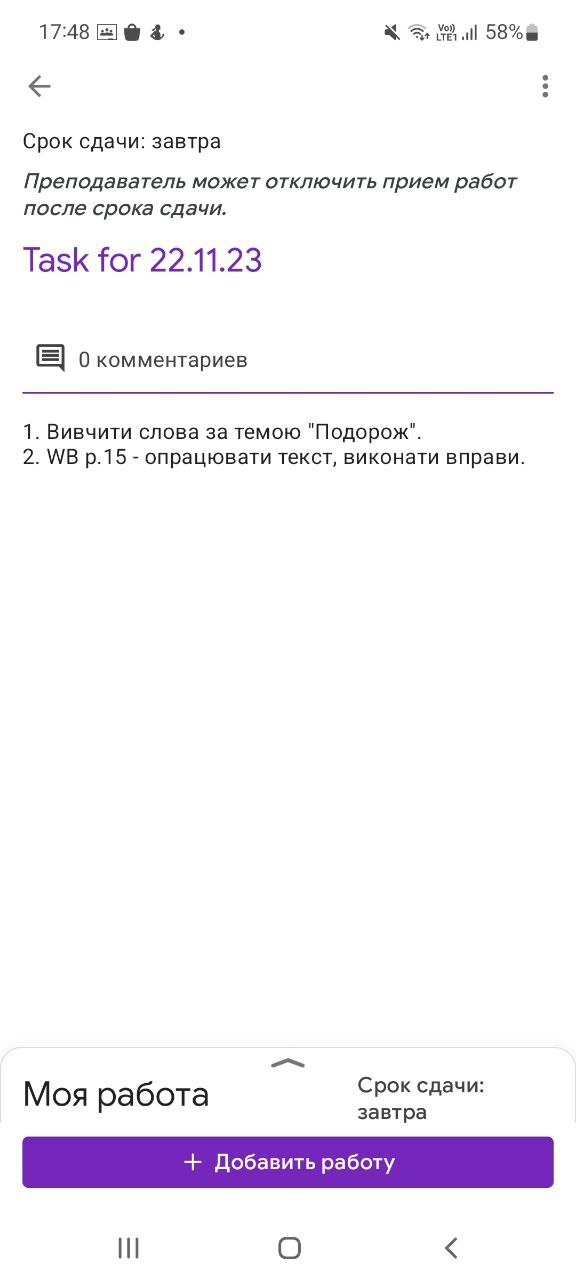 17:48
Vo))
LTE1
58%
Срок сдачи: завтра
Преподаватель может отключить прием работ
после срока сдачи.
Task for 22.11.23
0 комментариев
1. Вивчити слова за темою "Подорож".
2. WB p.15 - опрацювати текст, виконати вправи.
Моя работа
Срок сдачи:
завтра
+ Добавить работу